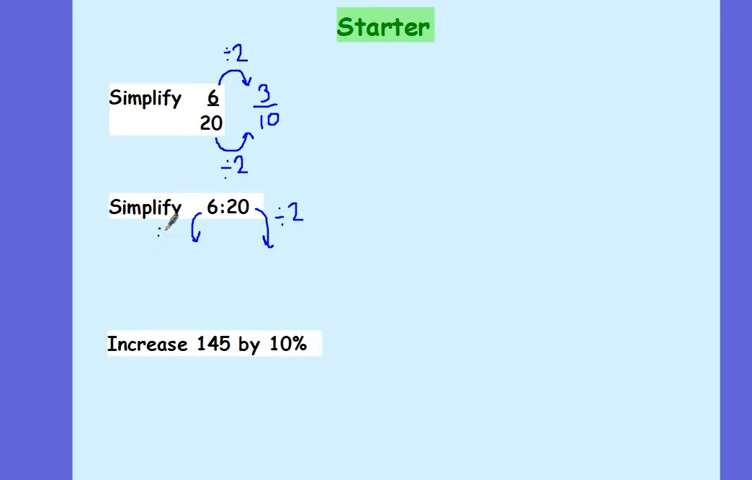 Starter
÷2
Simplify 6/20 3/10
÷2
Simplify 6:20 ÷2
Increase 145 by 10%